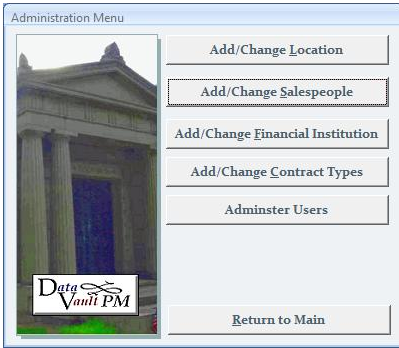 Administration Menu
Add/Change Location
Add/Change Salespeople
Add/Change Financial Institution
Add/Change Contract Types
Adminster Users
Data
Vault PM
Return to Main